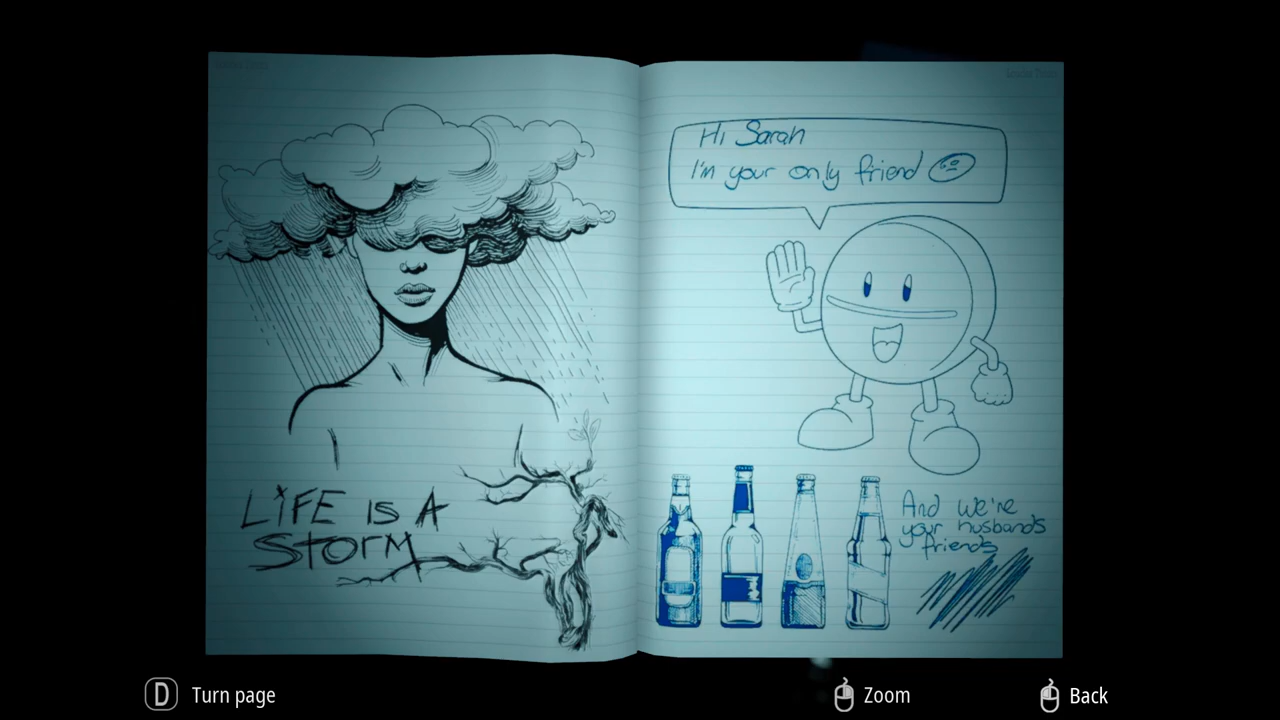 LiFE is A
Storm
Hi Sarah
I'm your only friend
And we're
your husbands
friends
D Turn page
Zoom
Back